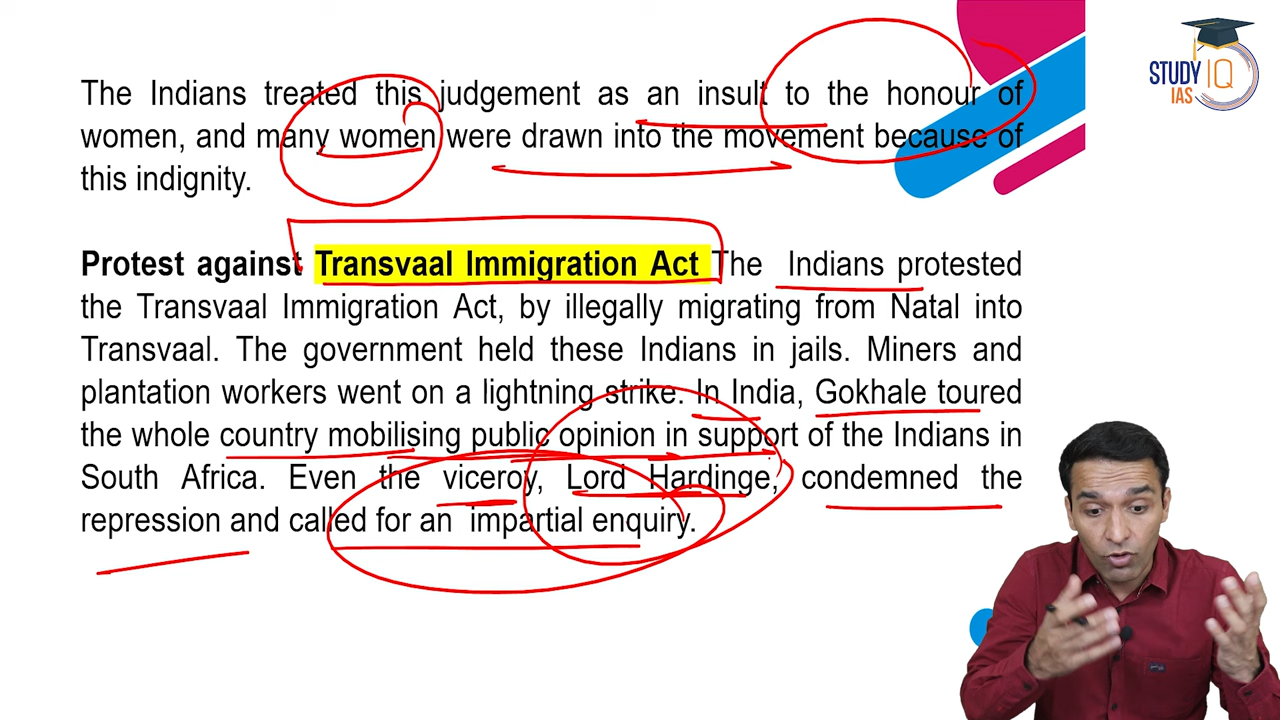 STUDY IQ
IAS
The Indians treated this judgement as an insult to the honour of
women, and many women were drawn into the movement because of
this indignity.
Protest against Transvaal Immigration Act The Indians protested
the Transvaal Immigration Act, by illegally migrating from Natal into
Transvaal. The government held these Indians in jails. Miners and
plantation workers went on a lightning strike. In India, Gokhale toured
the whole country mobilising public opinion in support of the Indians in
South Africa. Even the viceroy, Lord Hardinge, condemned the
repression and called for an impartial enquiry.